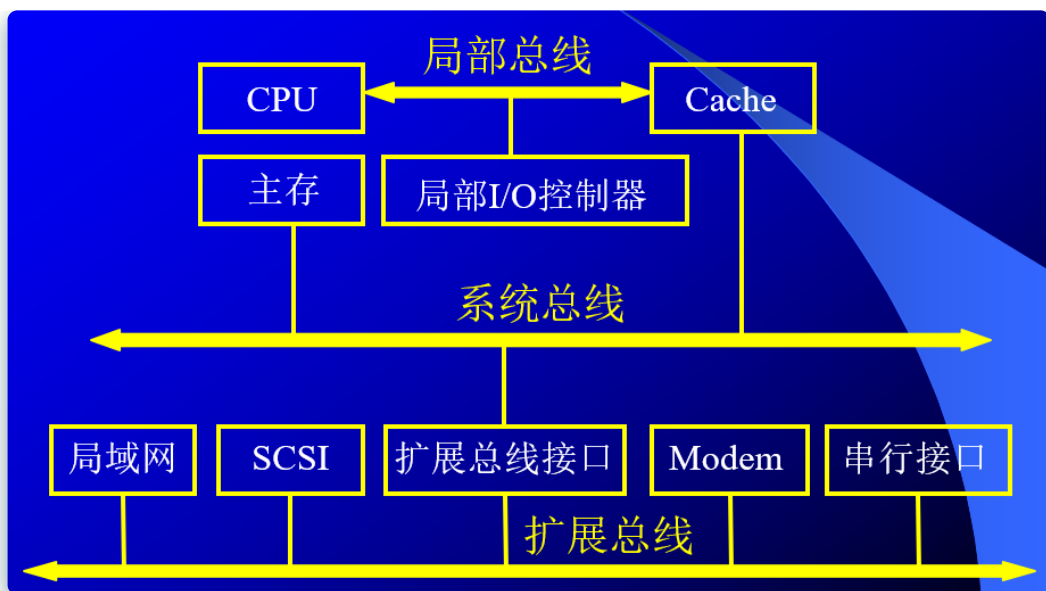 局部总线
CPU
Cache
主存
局部I/O控制器
系统总线
局域网
SCSI
扩展总线接口
Modem
串行接口
扩展总线